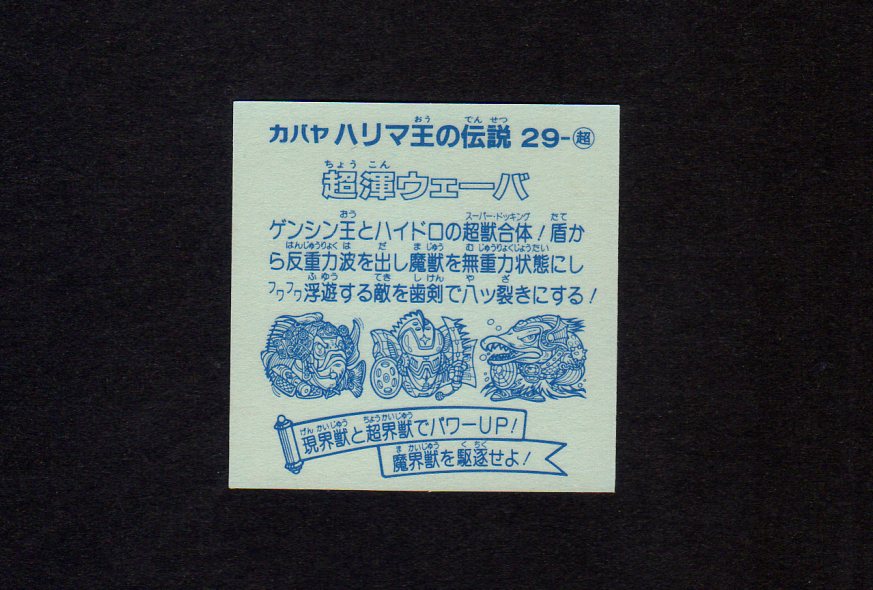 カバヤ ハリマ王の伝説 29-超
超渾ウェーバ
ゲンシン王とハイドロの超獣合体！盾か
ら反重力波を出し魔獣を無重力状態にし
フワフワ浮遊する敵を歯剣で八ッ裂きにする！
現界獣と超界獣でパワーUP！
魔界獣を駆逐せよ！